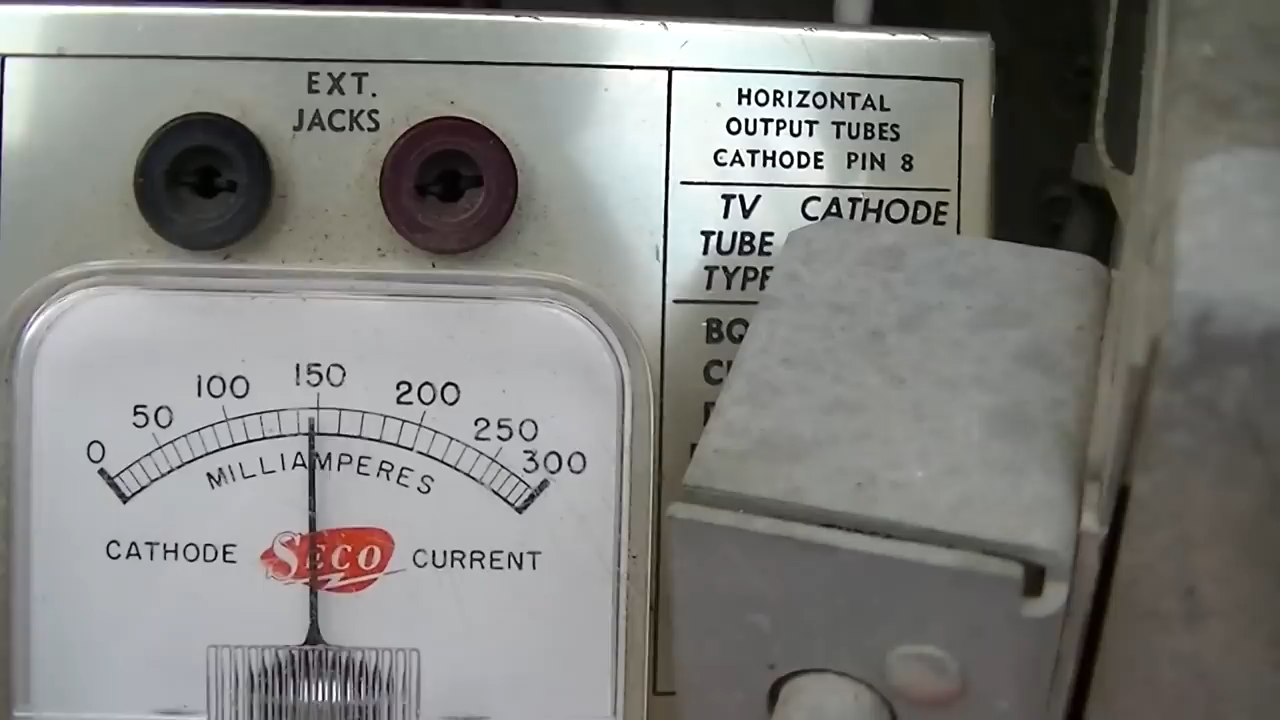 EXT.
JACKS
HORIZONTAL
OUTPUT TUBES
CATHODE PIN 8
TV CATHODE
TUBE
TYPE
0 50 100 150 200 250 300
MILLIAMPERES
CATHODE SECO CURRENT